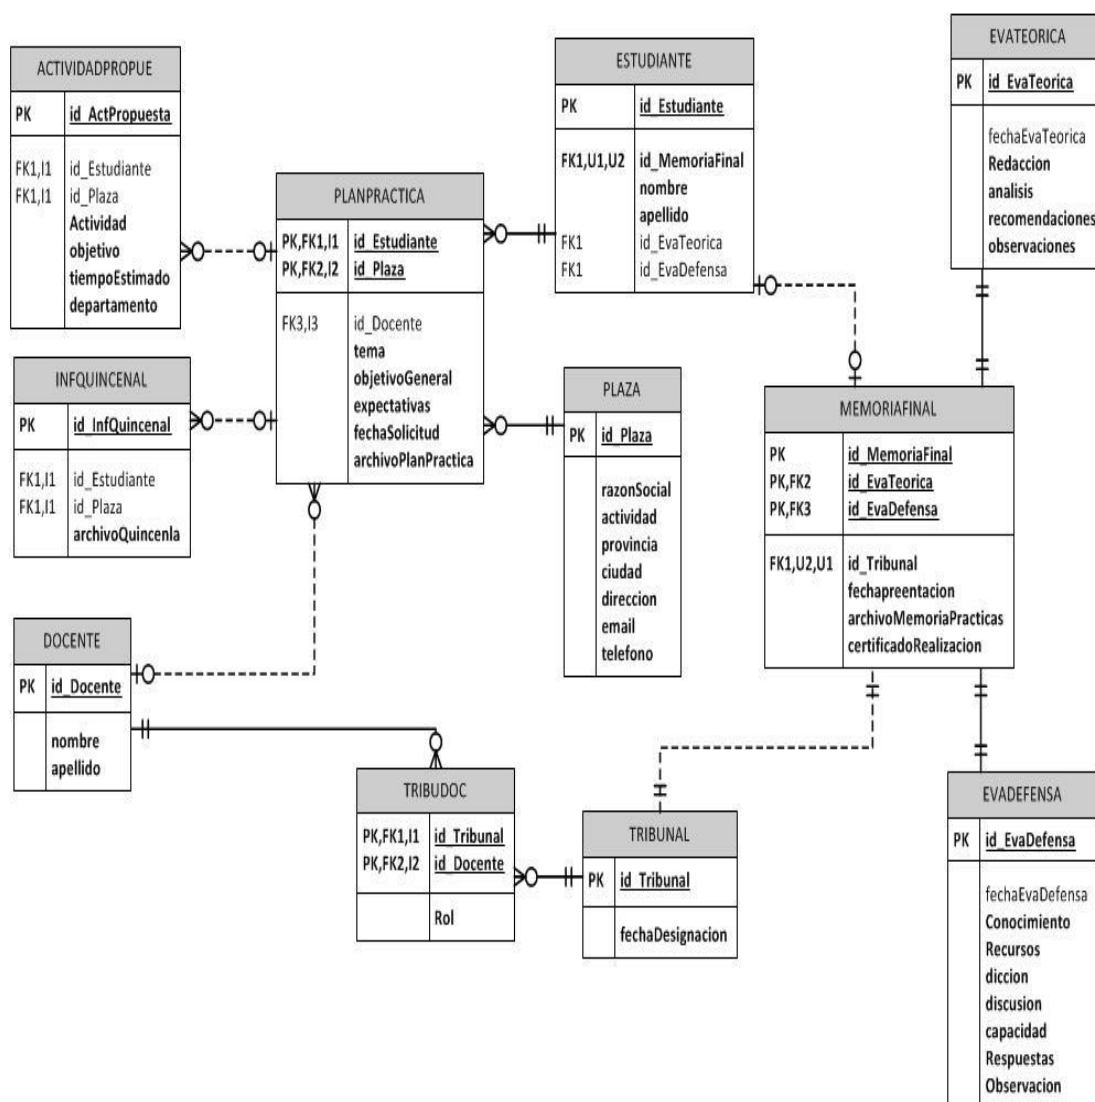 ACTIVIDADPROPUE
PK id_ActPropuesta
FK1,I1 id_Estudiante
FK1,I1 id_Plaza
Actividad
objetivo
tiempoEstimado
departamento
INFQUINCENAL
PK id_InfQuincenal
FK1,I1 id_Estudiante
FK1,I1 id_Plaza
archivoQuincenla
DOCENTE
PK id_Docente
nombre
apellido
PLANPRACTICA
PK,FK1,I1 id_Estudiante
PK,FK2,I2 id_Plaza
FK3,I3 id_Docente
tema
objetivoGeneral
expectativas
fechaSolicitud
archivoPlanPractica
TRIBUDOC
PK,FK1,I1 id_Tribunal
PK,FK2,I2 id_Docente
Rol
ESTUDIANTE
PK id_Estudiante
FK1,U1,U2 id_MemoriaFinal
nombre
apellido
FK1 id_EvaTeorica
FK1 id_EvaDefensa
PLAZA
PK id_Plaza
razonSocial
actividad
provincia
ciudad
direccion
email
telefono
TRIBUNAL
PK id_Tribunal
fechaDesignacion
EVATEORICA
PK id_EvaTeorica
fechaEvaTeorica
Redaccion
analisis
recomendaciones
observaciones
MEMORIAFINAL
PK id_MemoriaFinal
PK,FK2 id_EvaTeorica
PK,FK3 id_EvaDefensa
FK1,U2,U1 id_Tribunal
fechapreentacion
archivoMemoriaPracticas
certificadoRealizacion
EVADEFENSA
PK id_EvaDefensa
fechaEvaDefensa
Conocimiento
Recursos
diccion
discusion
capacidad
Respuestas
Observacion